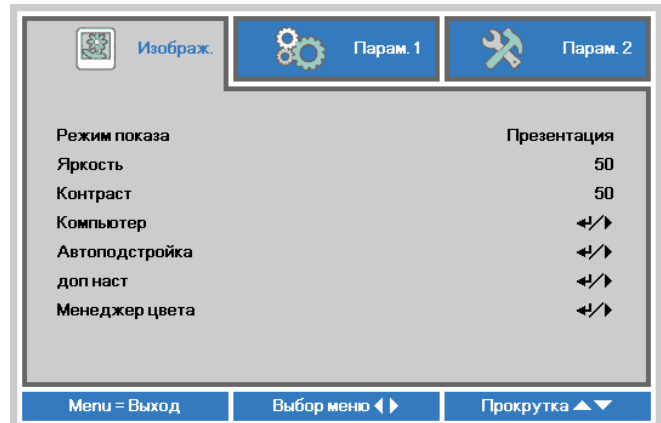 Изображ. Парам. 1 Парам. 2
Режим показа Презентация
Яркость 50
Контраст 50
Компьютер ↵/▶
Автоподстройка ↵/▶
доп наст ↵/▶
Менеджер цвета ↵/▶
Menu = Выход Выбор меню ◀▶ Прокрутка ▲▼